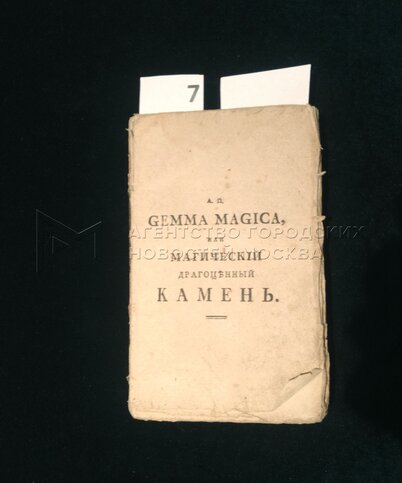 7
А. П.
GEMMA MAGICA,
ИЛИ
МАГИЧЕСКІЙ
ДРАГОЦѢННЫЙ
КАМЕНЬ.
АГЕНТСТВО ГОРОДСКИХ
НОВОСТЕЙ МОСКВА